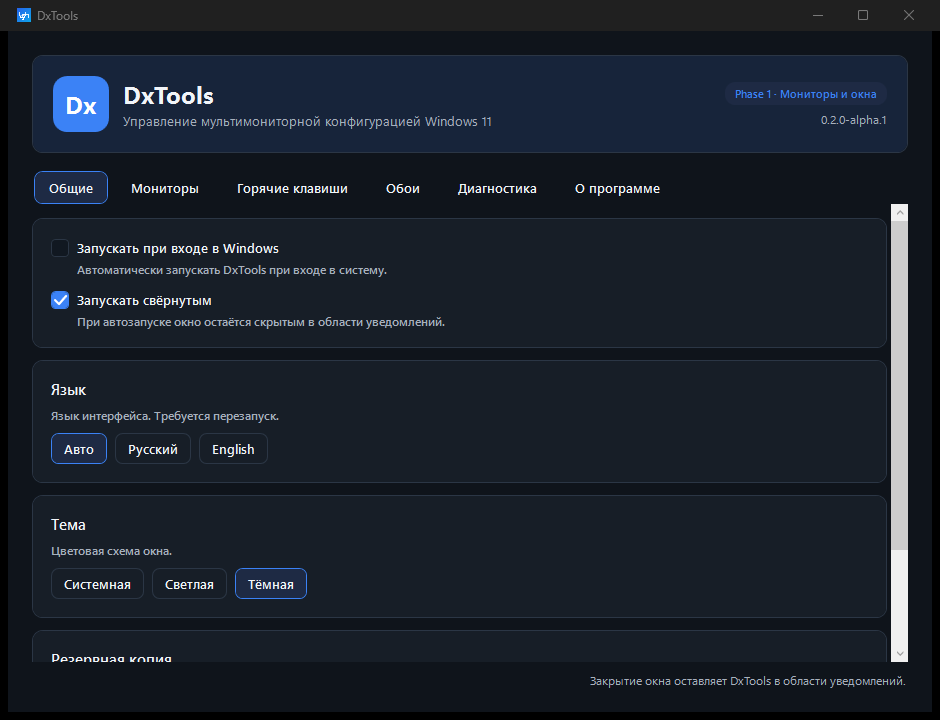 DxTools
Dx
DxTools
Управление мультимониторной конфигурацией Windows 11
Phase 1 · Мониторы и окна
0.2.0-alpha.1
Общие
Мониторы
Горячие клавиши
Обои
Диагностика
О программе
Запускать при входе в Windows
Автоматически запускать DxTools при входе в систему.
Запускать свёрнутым
При автозапуске окно остаётся скрытым в области уведомлений.
Язык
Язык интерфейса. Требуется перезапуск.
Авто
Русский
English
Тема
Цветовая схема окна.
Системная
Светлая
Тёмная
Резервная копия
Закрытие окна оставляет DxTools в области уведомлений.